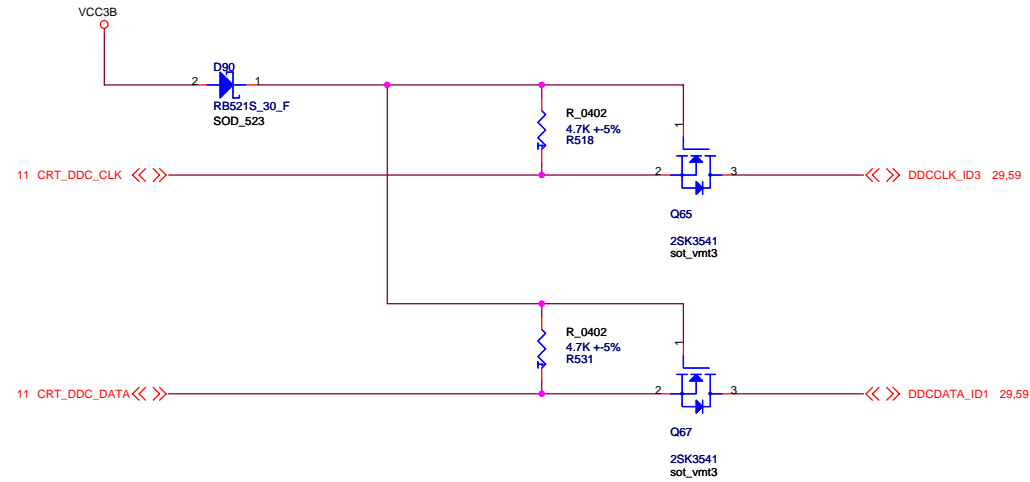 VCC3B
D90
2
1
RB521S_30_F
SOD_523
R_0402
4.7K +-5%
R518
1
11 CRT_DDC_CLK
2
3
DDCCLK_ID3 29,59
Q65
2SK3541
sot_vmt3
R_0402
4.7K +-5%
R531
1
11 CRT_DDC_DATA
2
3
DDCDATA_ID1 29,59
Q67
2SK3541
sot_vmt3